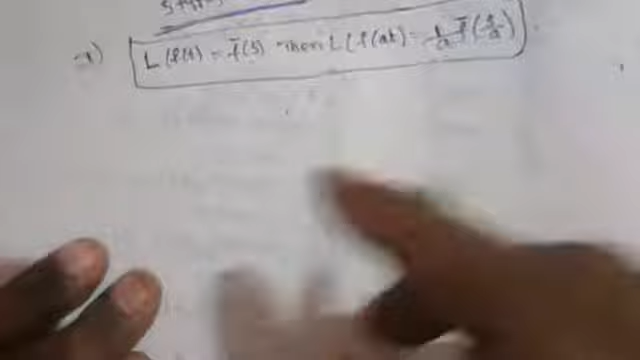 L(f(t) = f̄(s) then L(f(at) = 1/a f̄(s/a)